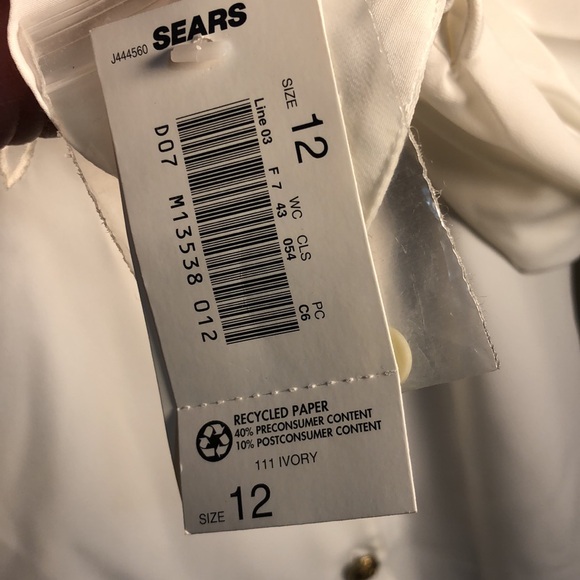 J444560 SEARS
SIZE 12
Line 03 F 7 WC CLS PC
43 054 C6
D07 M13538 012
RECYCLED PAPER
40% PRECONSUMER CONTENT
10% POSTCONSUMER CONTENT
111 IVORY
SIZE 12